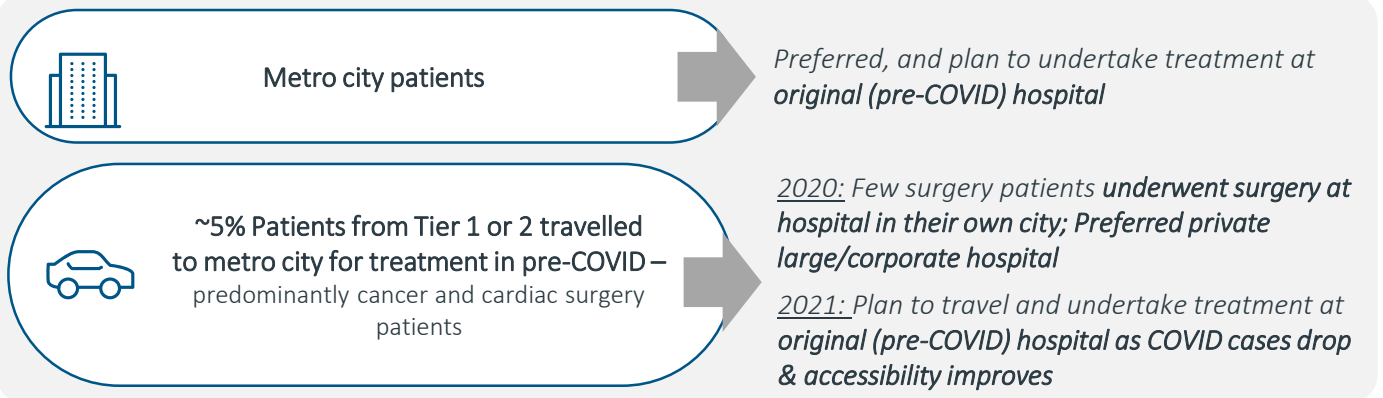 Metro city patients
Preferred, and plan to undertake treatment at
original (pre-COVID) hospital
~5% Patients from Tier 1 or 2 travelled
to metro city for treatment in pre-COVID –
predominantly cancer and cardiac surgery
patients
2020: Few surgery patients underwent surgery at
hospital in their own city; Preferred private
large/corporate hospital
2021: Plan to travel and undertake treatment at
original (pre-COVID) hospital as COVID cases drop
& accessibility improves